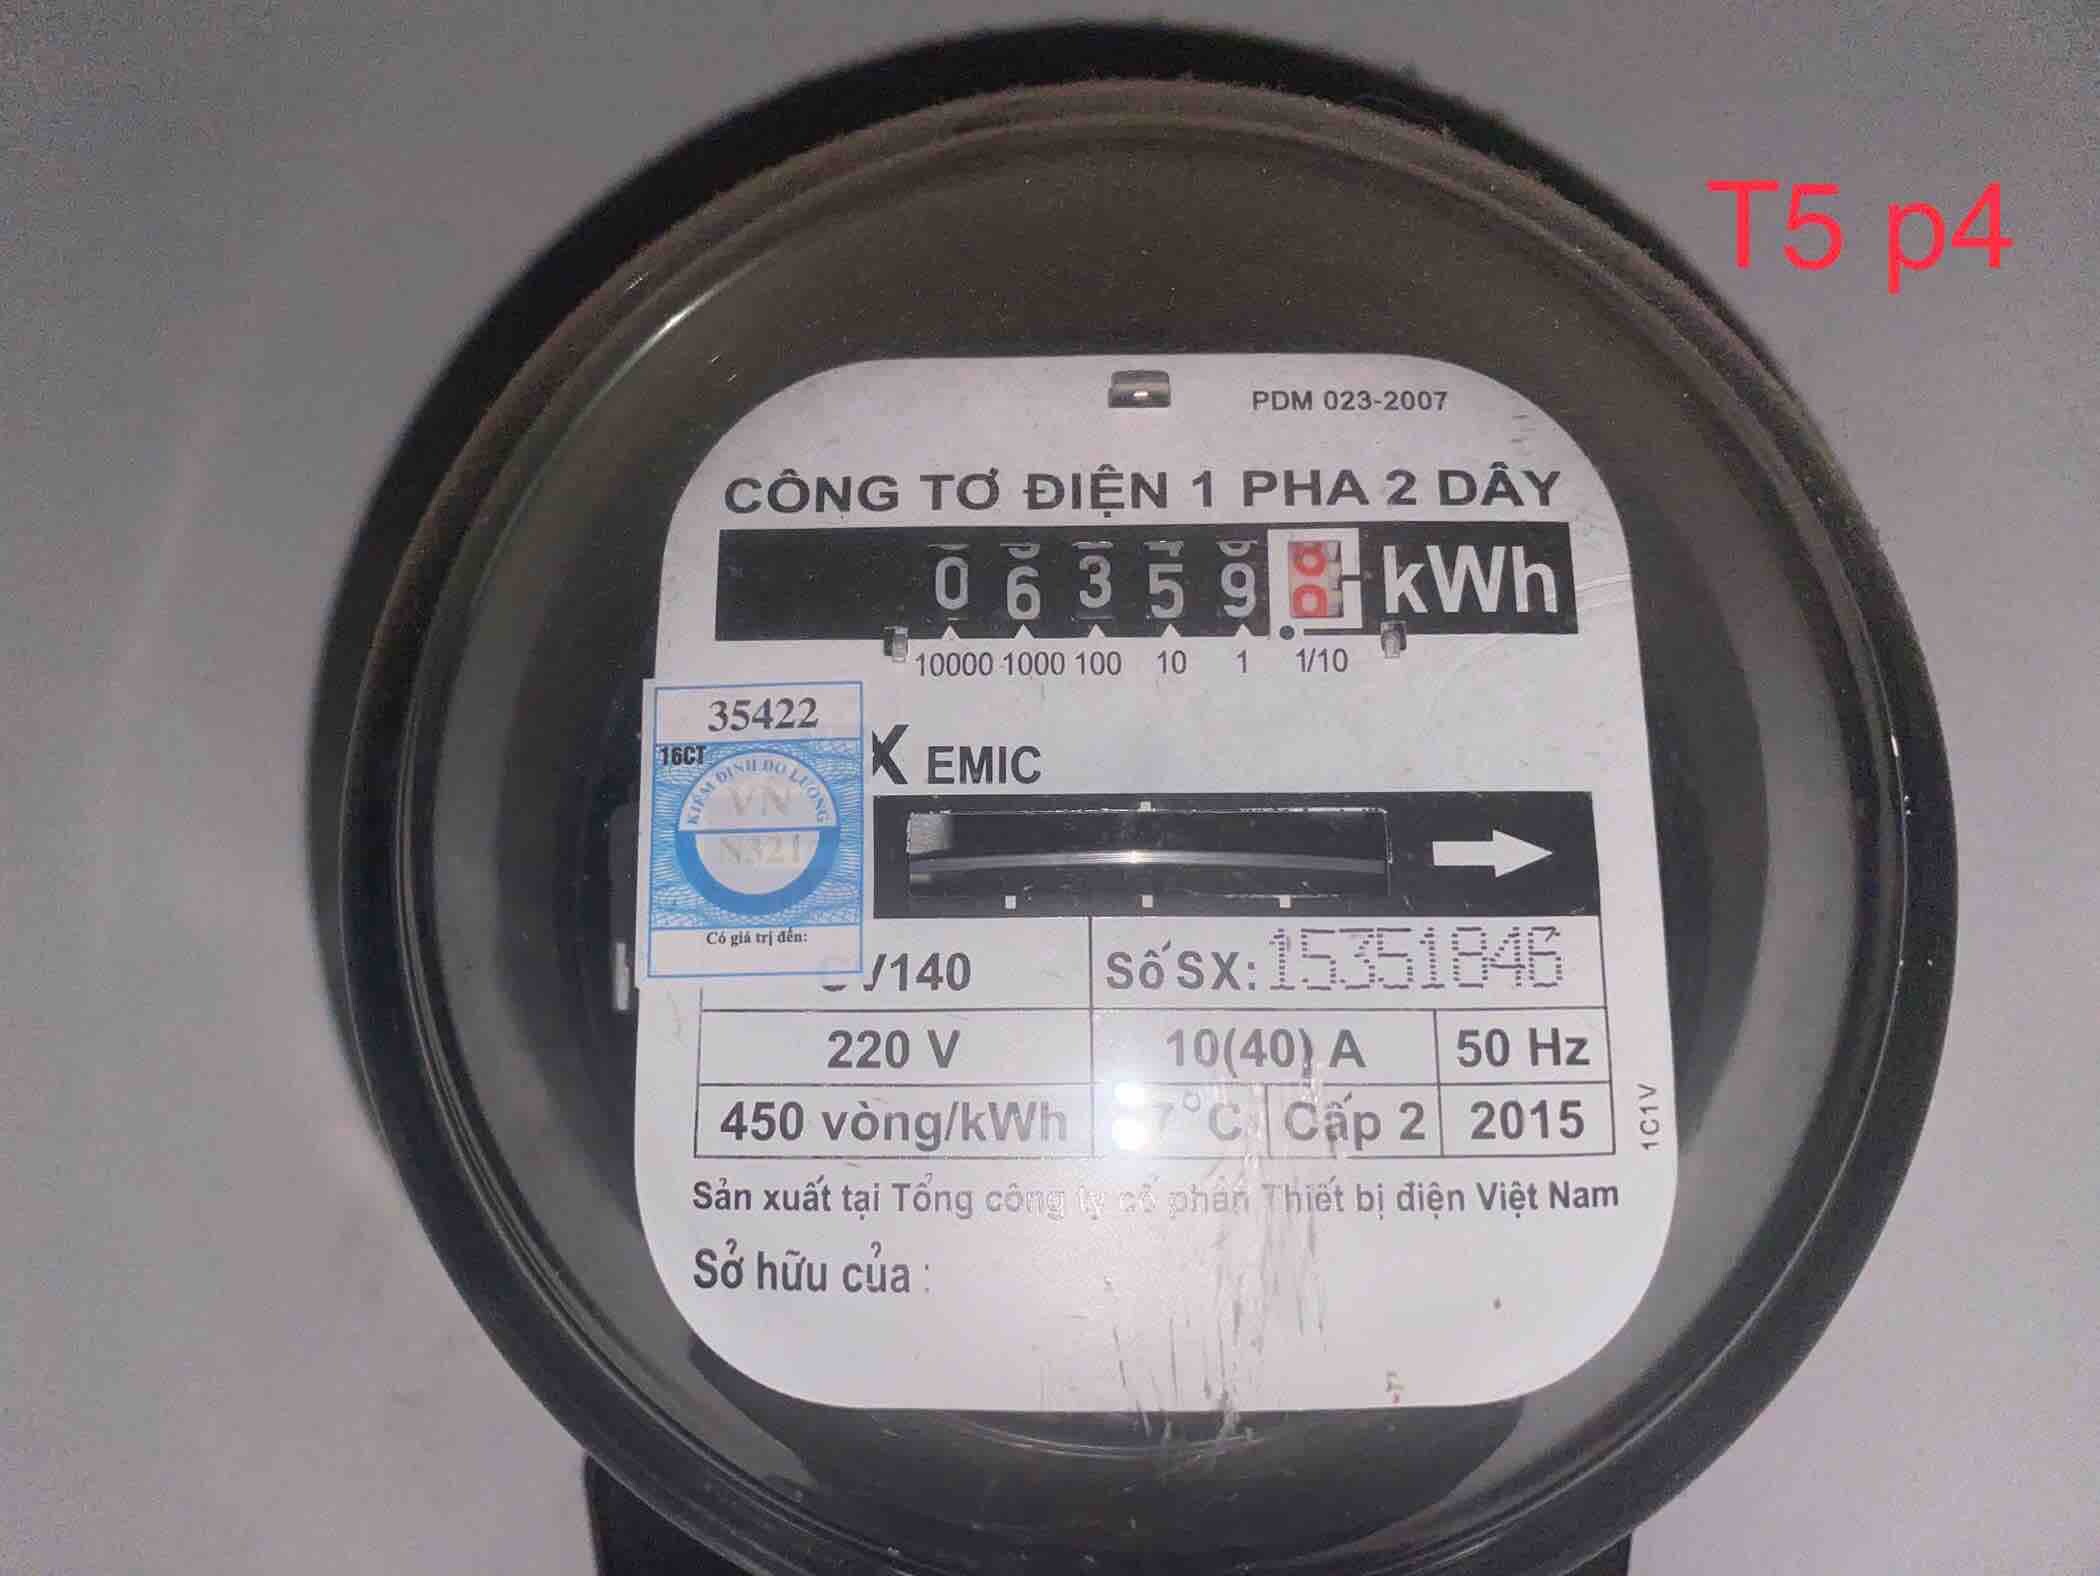 T5 p4
PDM 023-2007
CÔNG TƠ ĐIỆN 1 PHA 2 DÂY
0 6 3 5 9 kWh
10000 1000 100 10 1 1/10
35422
16CT
KIỂM ĐỊNH ĐO LƯỜNG
VN
N321
Có giá trị đến:
EMIC
V140 Số SX: 15351846
220 V 10(40) A 50 Hz
450 vòng/kWh 7°C Cấp 2 2015
1C1V
Sản xuất tại Tổng công ty cổ phần Thiết bị điện Việt Nam
Sở hữu của :